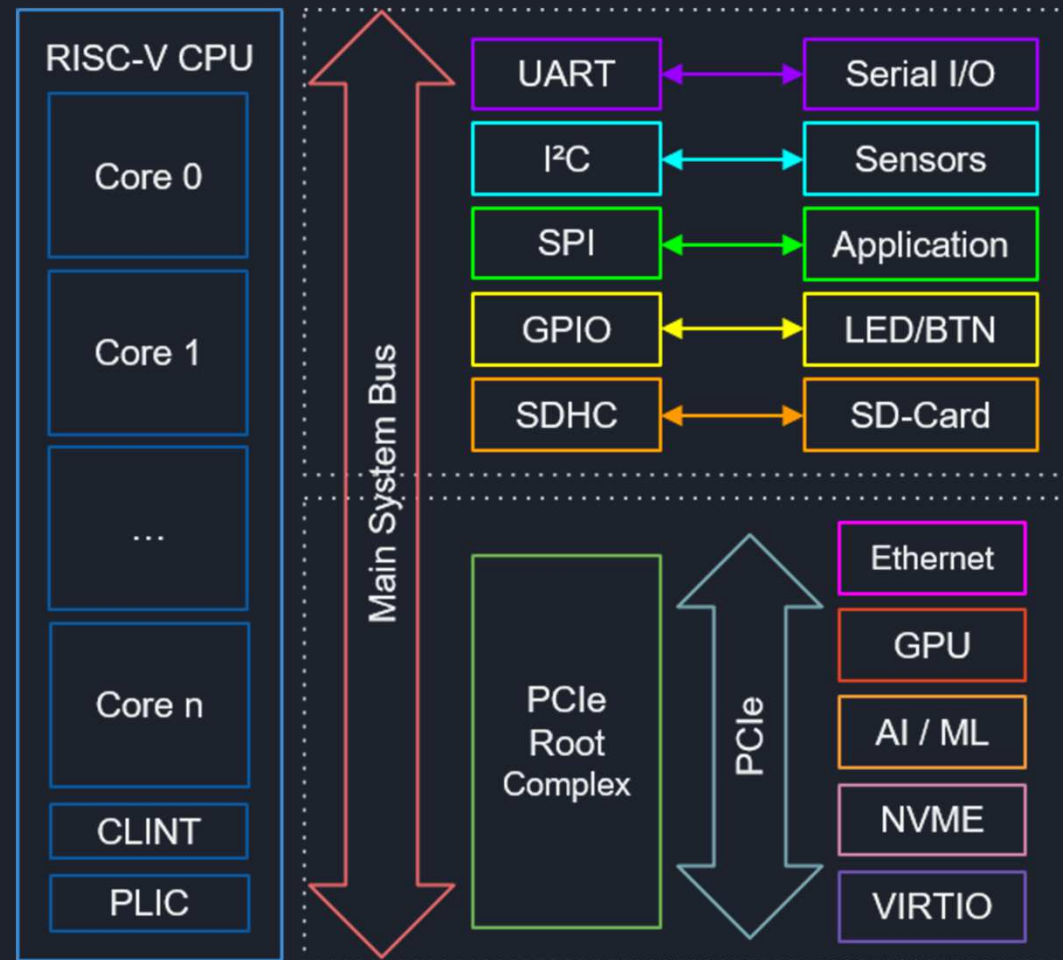 RISC-V CPU
Core 0
Core 1
...
Core n
CLINT
PLIC
Main System Bus
UART
Serial I/O
I²C
Sensors
SPI
Application
GPIO
LED/BTN
SDHC
SD-Card
PCIe
Root
Complex
PCIe
Ethernet
GPU
AI / ML
NVME
VIRTIO